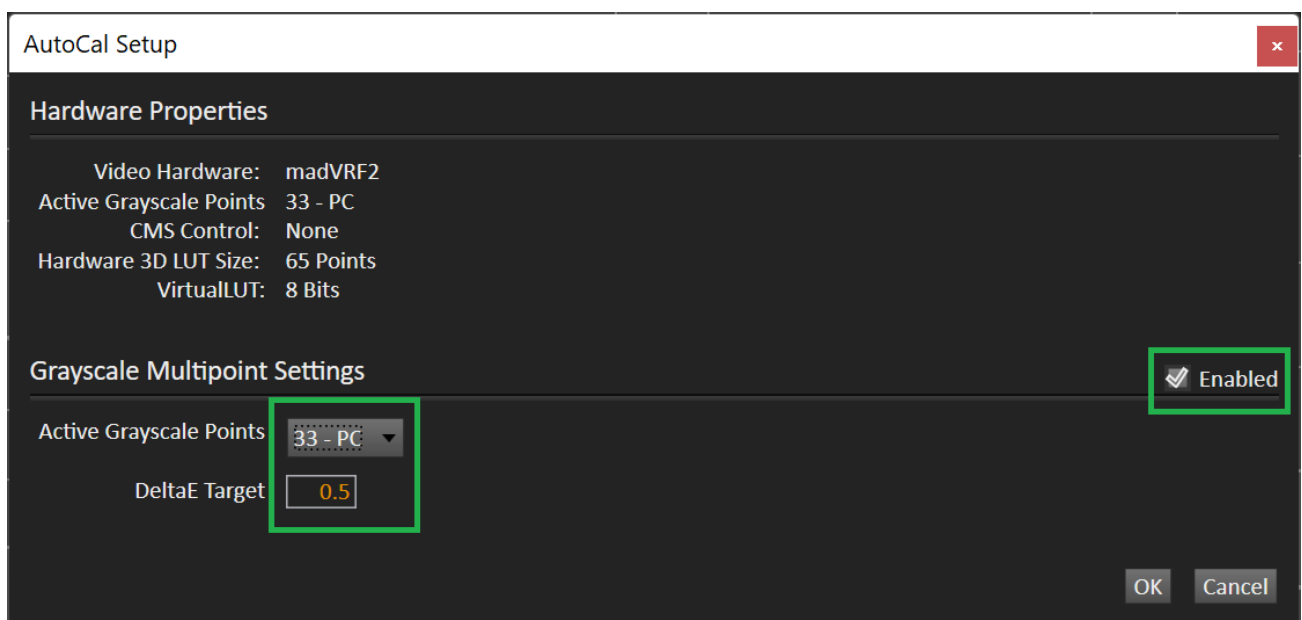 AutoCal Setup
x
Hardware Properties
Video Hardware: madVRF2
Active Grayscale Points 33 - PC
CMS Control: None
Hardware 3D LUT Size: 65 Points
VirtualLUT: 8 Bits
Grayscale Multipoint Settings Enabled
Active Grayscale Points 33 - PC
DeltaE Target 0.5
OK Cancel